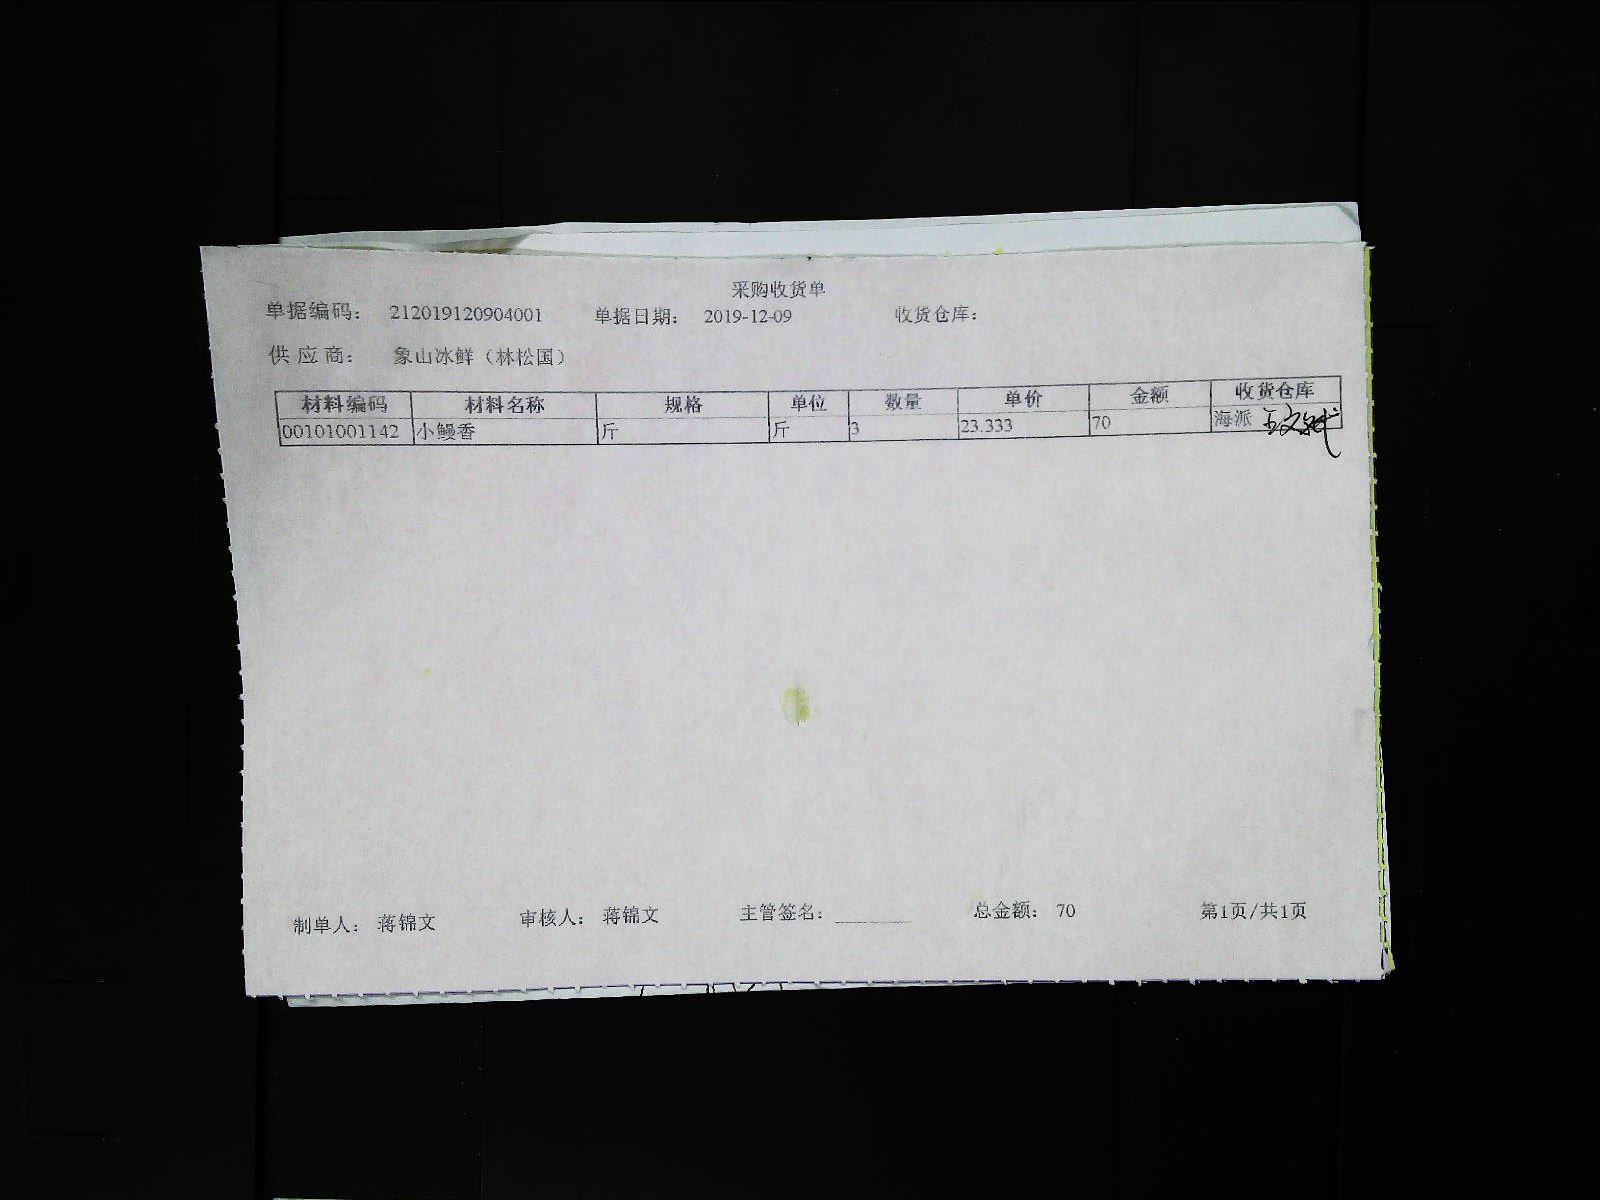 采购收货单
单据编码： 212019120904001 单据日期： 2019-12-09 收货仓库：
供 应 商： 象山冰鲜（林松国）
材料编码 材料名称 规格 单位 数量 单价 金额 收货仓库
00101001142 小鳗香 斤 斤 3 23.333 70 海派
制单人： 蒋锦文 审核人： 蒋锦文 主管签名： 总金额： 70 第1页/共1页